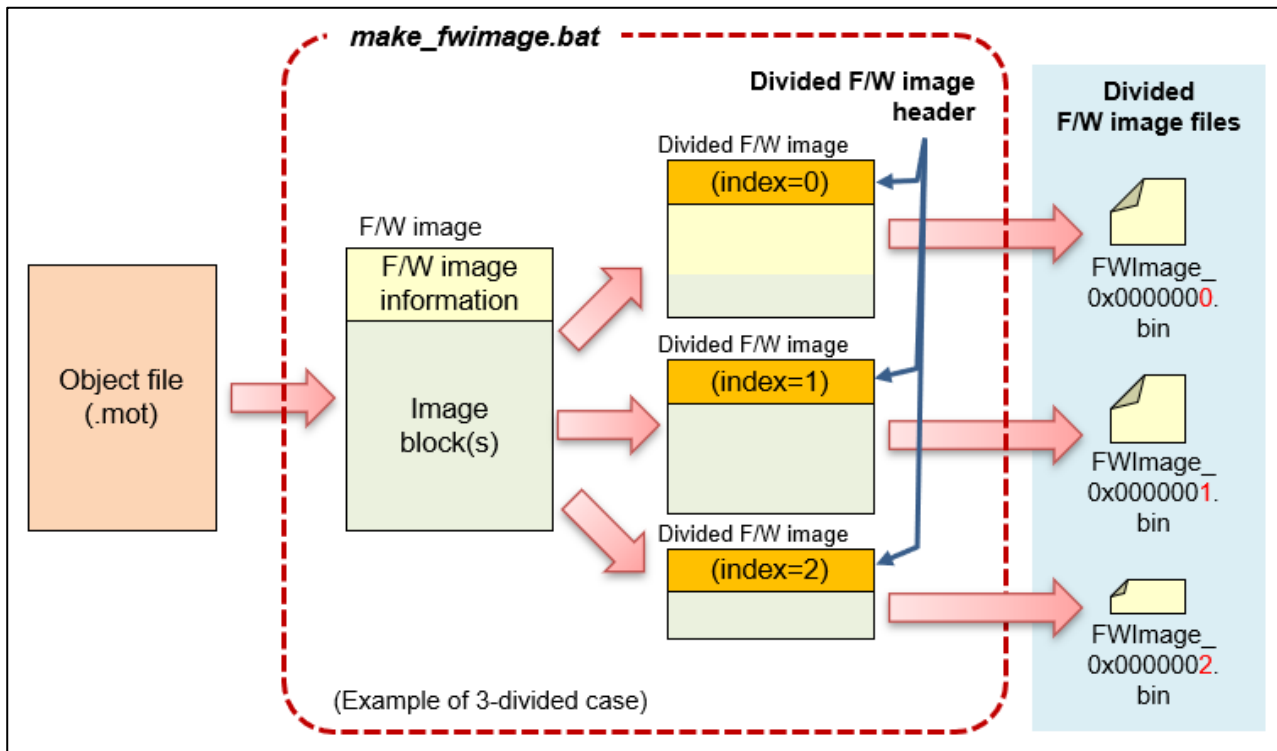 make_fwimage.bat
Divided F/W image
header
Divided
F/W image files
Object file
(.mot)
F/W image
F/W image
information
Image
block(s)
Divided F/W image
(index=0)
Divided F/W image
(index=1)
Divided F/W image
(index=2)
FWImage_
0x0000000.
bin
FWImage_
0x0000001.
bin
FWImage_
0x0000002.
bin
(Example of 3-divided case)